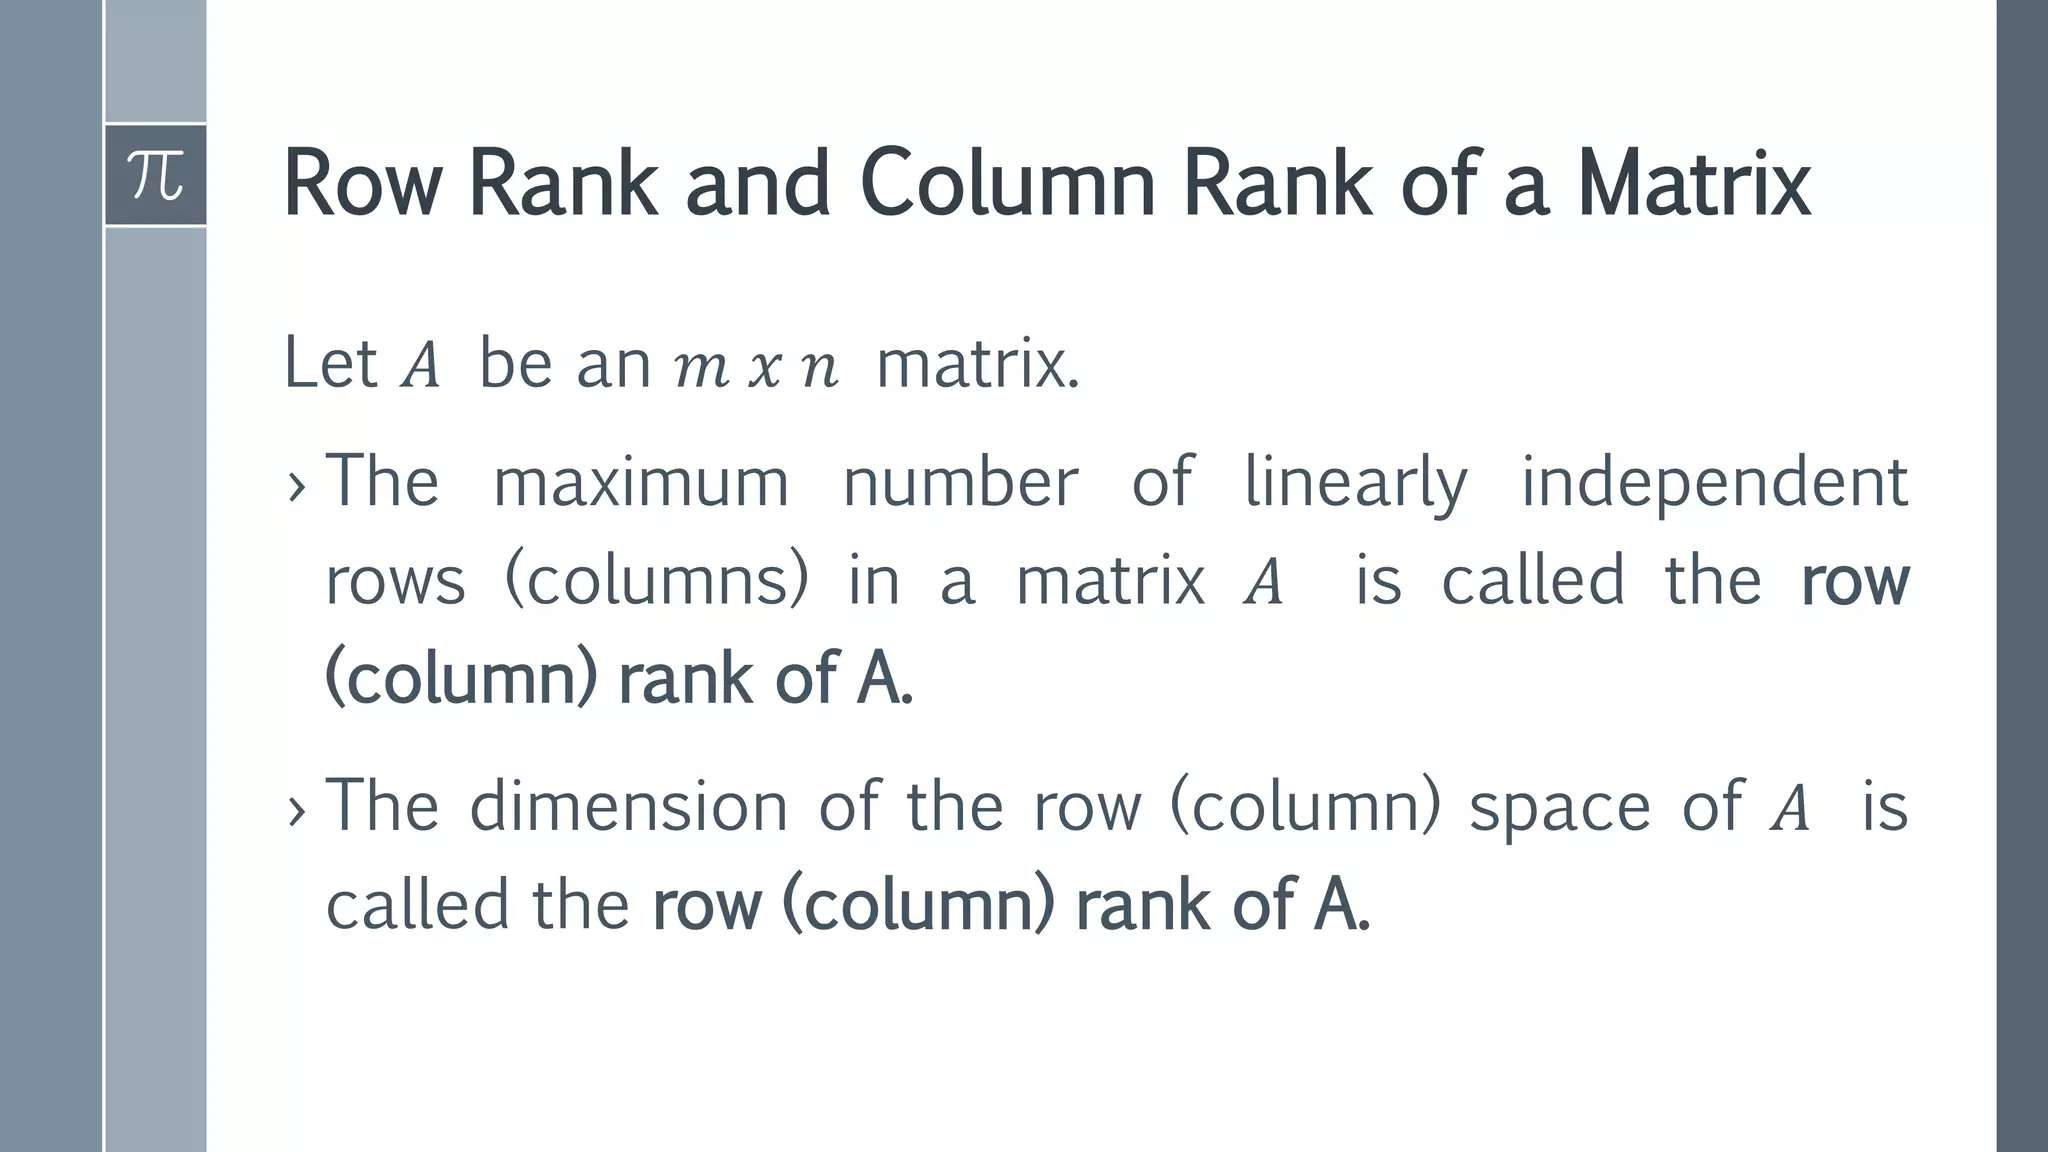 π
Row Rank and Column Rank of a Matrix
Let A be an m x n matrix.
› The maximum number of linearly independent
rows (columns) in a matrix A is called the row
(column) rank of A.
› The dimension of the row (column) space of A is
called the row (column) rank of A.